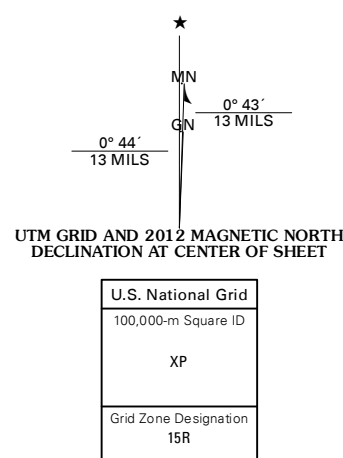 ★
MN
0° 43´
13 MILS
GN
0° 44´
13 MILS
UTM GRID AND 2012 MAGNETIC NORTH
DECLINATION AT CENTER OF SHEET
U.S. National Grid
100,000-m Square ID
XP
Grid Zone Designation
15R